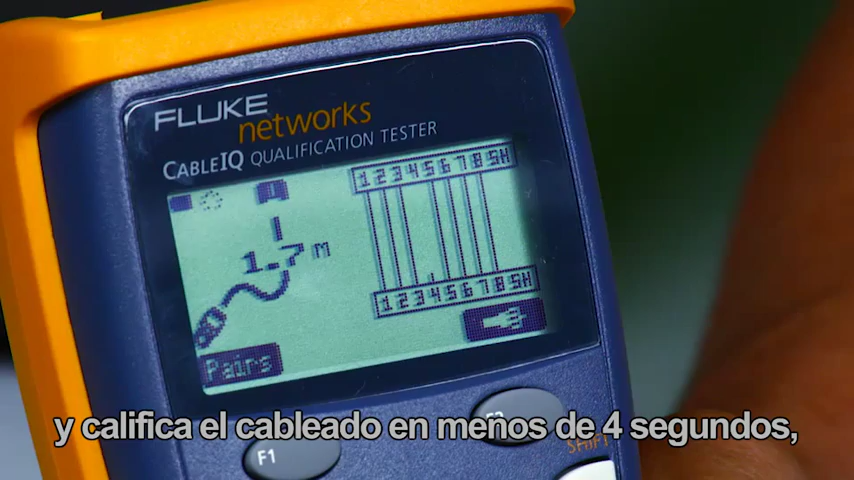 FLUKE
networks
CABLEIQ QUALIFICATION TESTER
12345678SH
1.7 m
12345678SH
Pairs
y califica el cableado en menos de 4 segundos,
F1
SHIFT